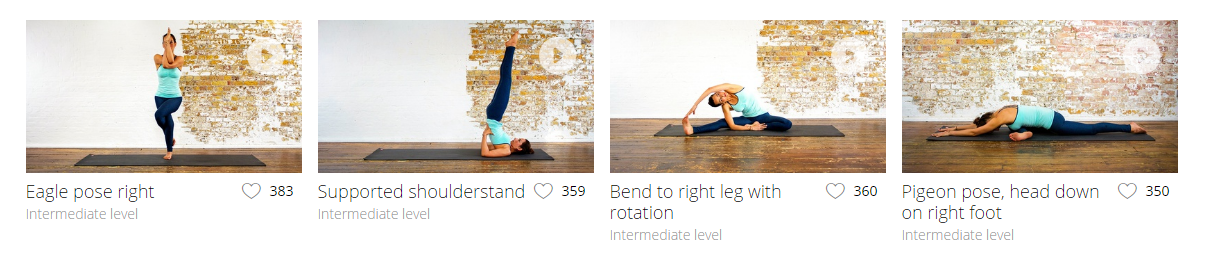 Eagle pose right
383
Intermediate level
Supported shoulderstand
359
Intermediate level
Bend to right leg with
rotation
360
Intermediate level
Pigeon pose, head down
on right foot
350
Intermediate level